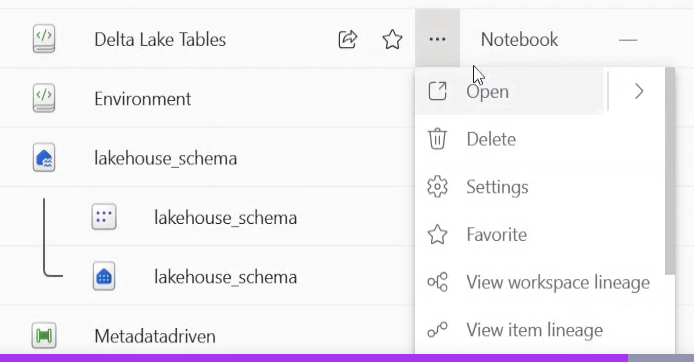 Delta Lake Tables
Notebook
—
Environment
lakehouse_schema
lakehouse_schema
lakehouse_schema
Metadatadriven
Open
Delete
Settings
Favorite
View workspace lineage
View item lineage